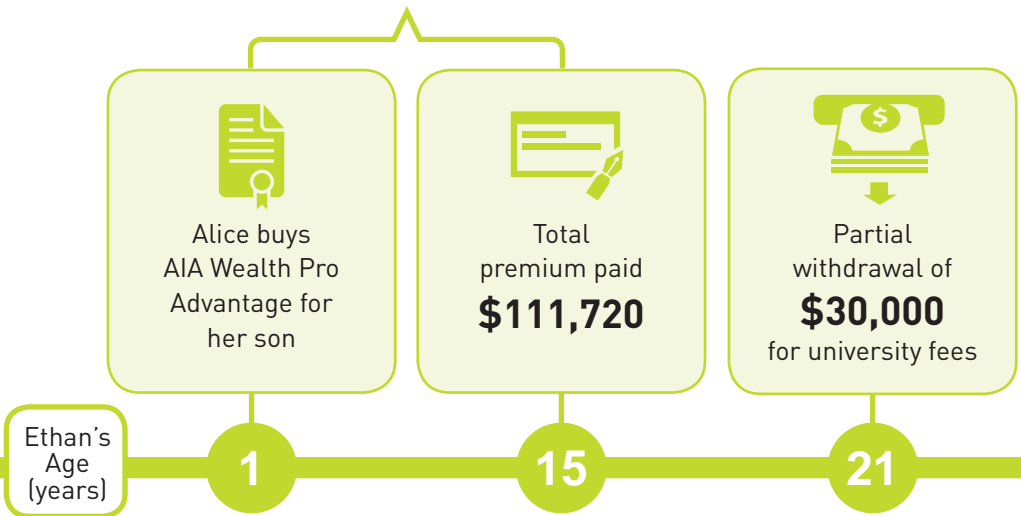 Alice buys
AIA Wealth Pro
Advantage for
her son
Total
premium paid
$111,720
$
Partial
withdrawal of
$30,000
for university fees
Ethan's
Age
(years)
1
15
21